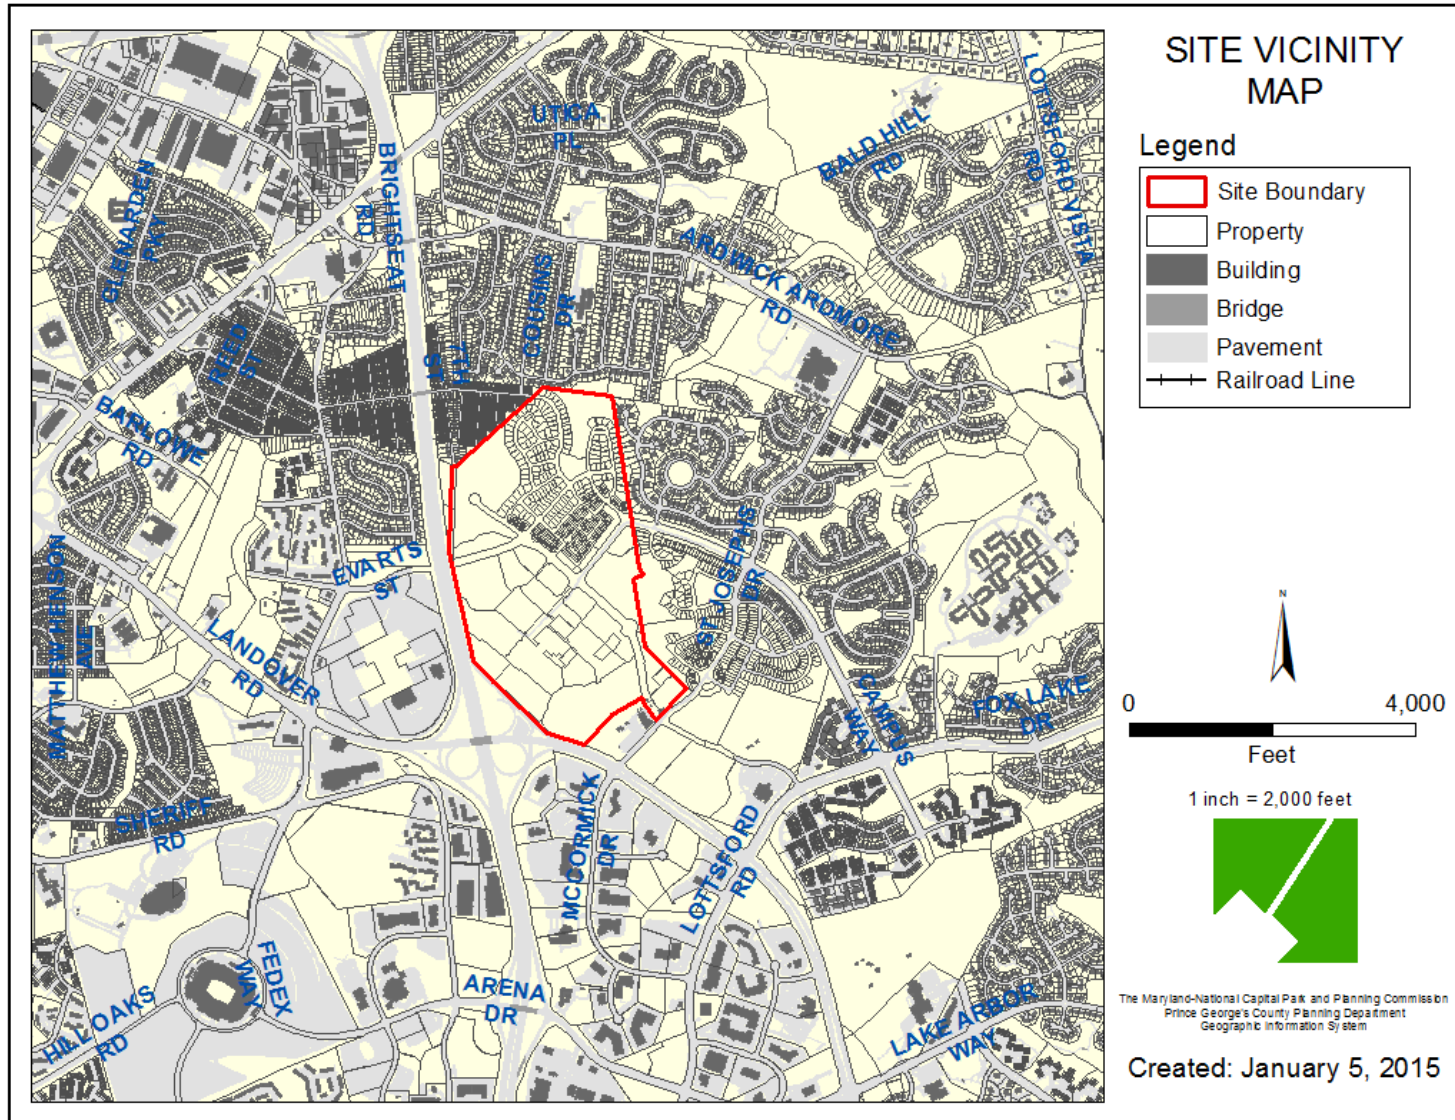 SITE VICINITY
MAP
Legend
Site Boundary
Property
Building
Bridge
Pavement
Railroad Line
N
0 4,000
Feet
1 inch = 2,000 feet
The Maryland-National Capital Park and Planning Commission
Prince George's County Planning Department
Geographic Information System
Created: January 5, 2015
UTICA
PL
BALD HILL
RD
LOTTSFORD VISTA
RD
BRIGHTSEAT
RD
GLENARDEN
PKY
ARDWICK ARDMORE
RD
COUSINS
DR
7TH
ST
REED
ST
BARLOWE
RD
EVARTS
ST
ST JOSEPHS
DR
MATTHEW HENSON
AVE
LANDOVER
RD
CAMPUS
WAY
FOX LAKE
DR
SHERIFF
RD
MCCORMICK
DR
LOTTSFORD
RD
FEDEX
WAY
ARENA
DR
HILL OAKS
RD
LAKE ARBOR
WAY